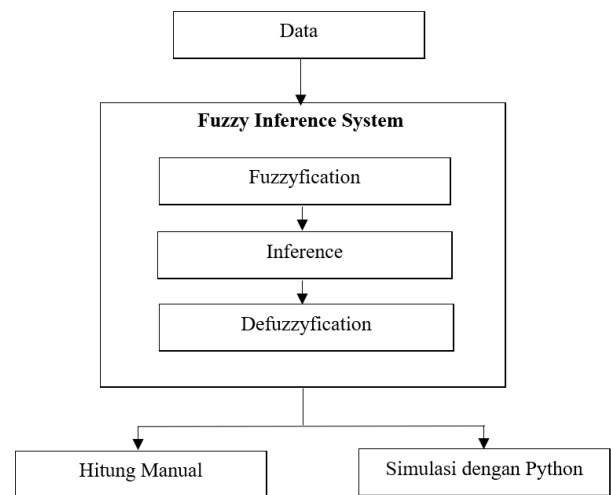 Data
Fuzzy Inference System
Fuzzyfication
Inference
Defuzzyfication
Hitung Manual
Simulasi dengan Python